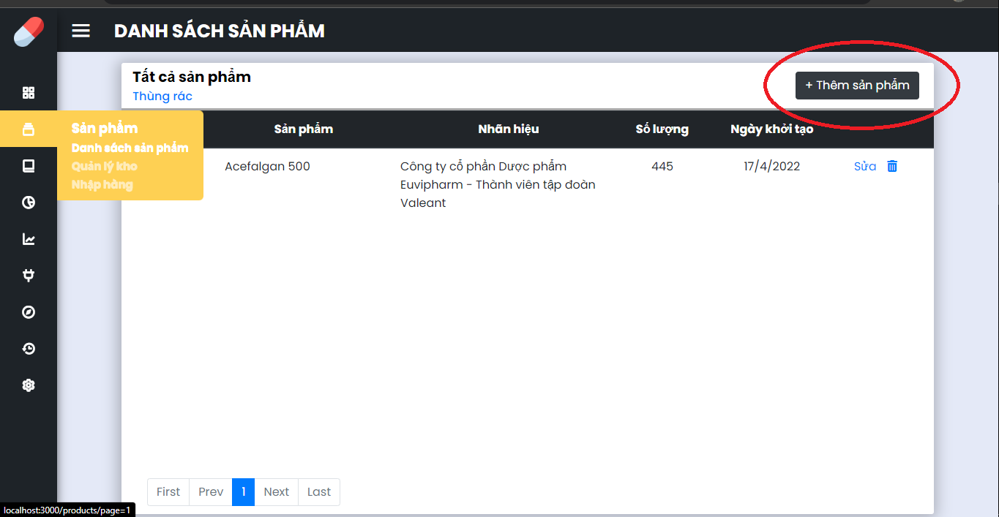 DANH SÁCH SẢN PHẨM
Tất cả sản phẩm
Thùng rác
+ Thêm sản phẩm
Sản phẩm
Danh sách sản phẩm
Quản lý kho
Nhập hàng
Sản phẩm Nhãn hiệu Số lượng Ngày khởi tạo
Acefalgan 500 Công ty cổ phần Dược phẩm 445 17/4/2022 Sửa
Euvipharm - Thành viên tập đoàn
Valeant
First Prev 1 Next Last
localhost:3000/products/page=1